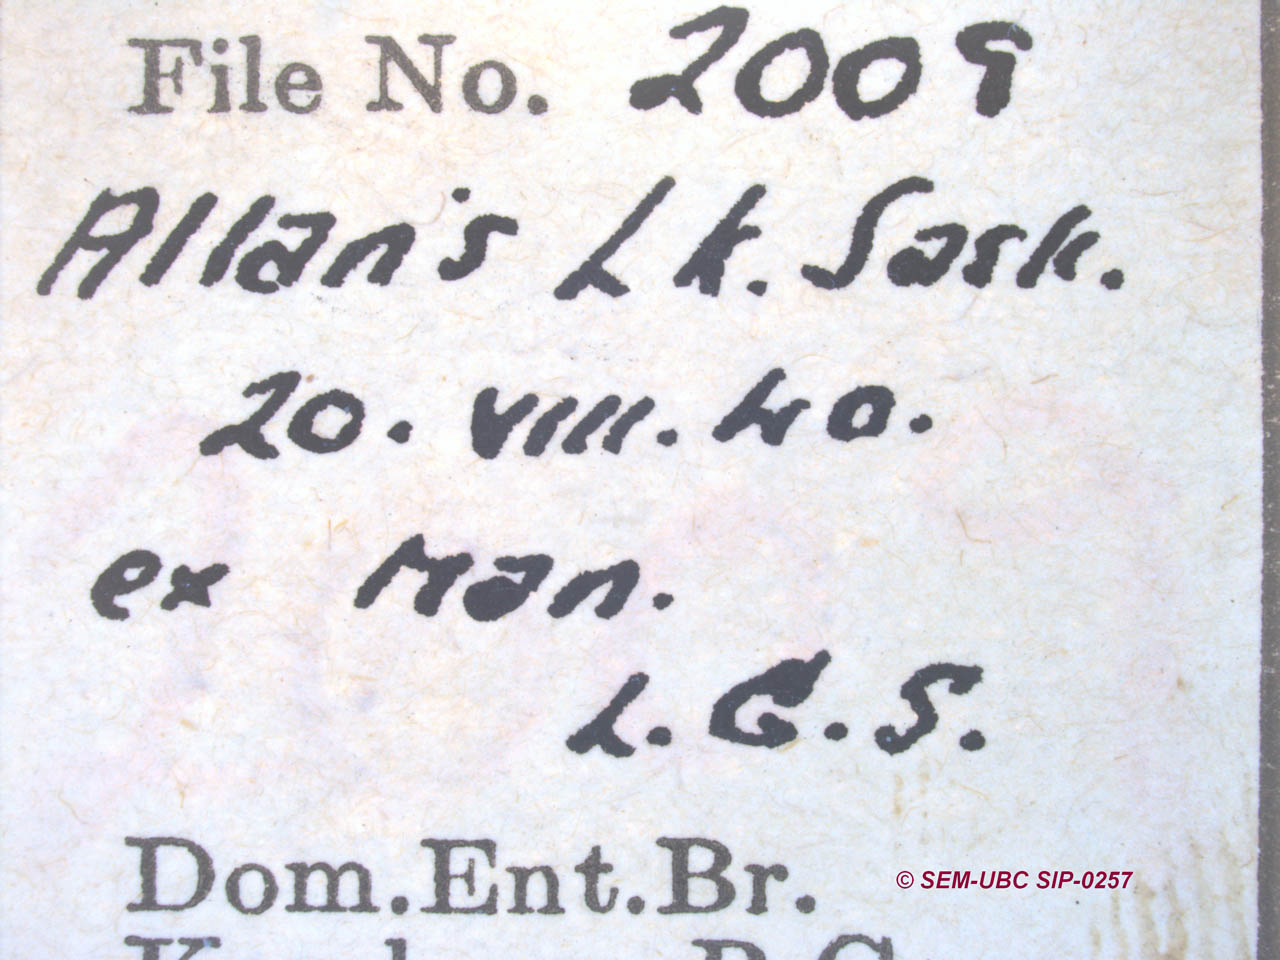 File No. 2009
Allan's Lk. Sask.
20. VIII. 40.
ex Man.
L. G. S.
Dom. Ent. Br.
© SEM-UBC SIP-0257